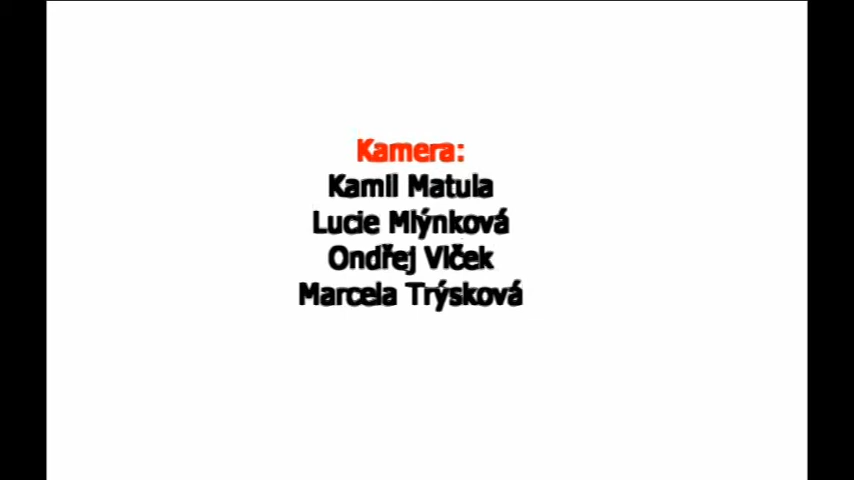 Kamera:
Kamil Matula
Lucie Mlýnková
Ondřej Vlček
Marcela Trýsková